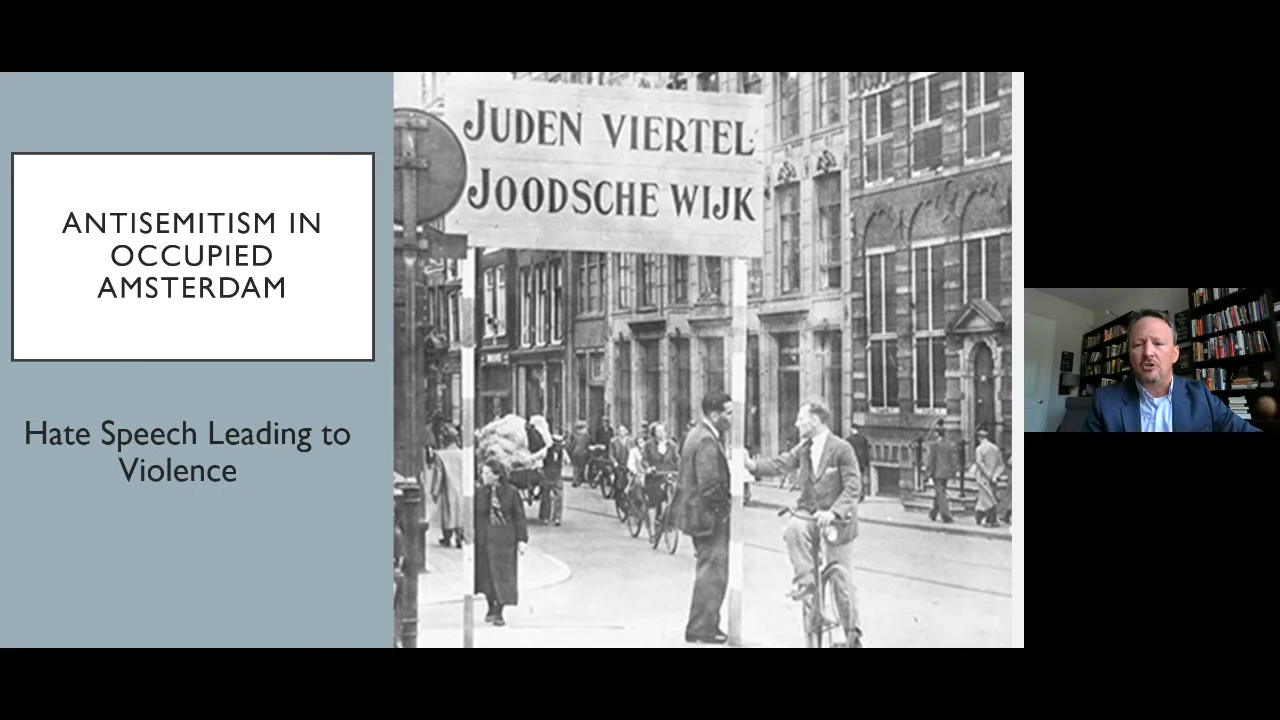 ANTISEMITISM IN
OCCUPIED
AMSTERDAM
Hate Speech Leading to
Violence
JUDEN VIERTEL
JOODSCHE WIJK